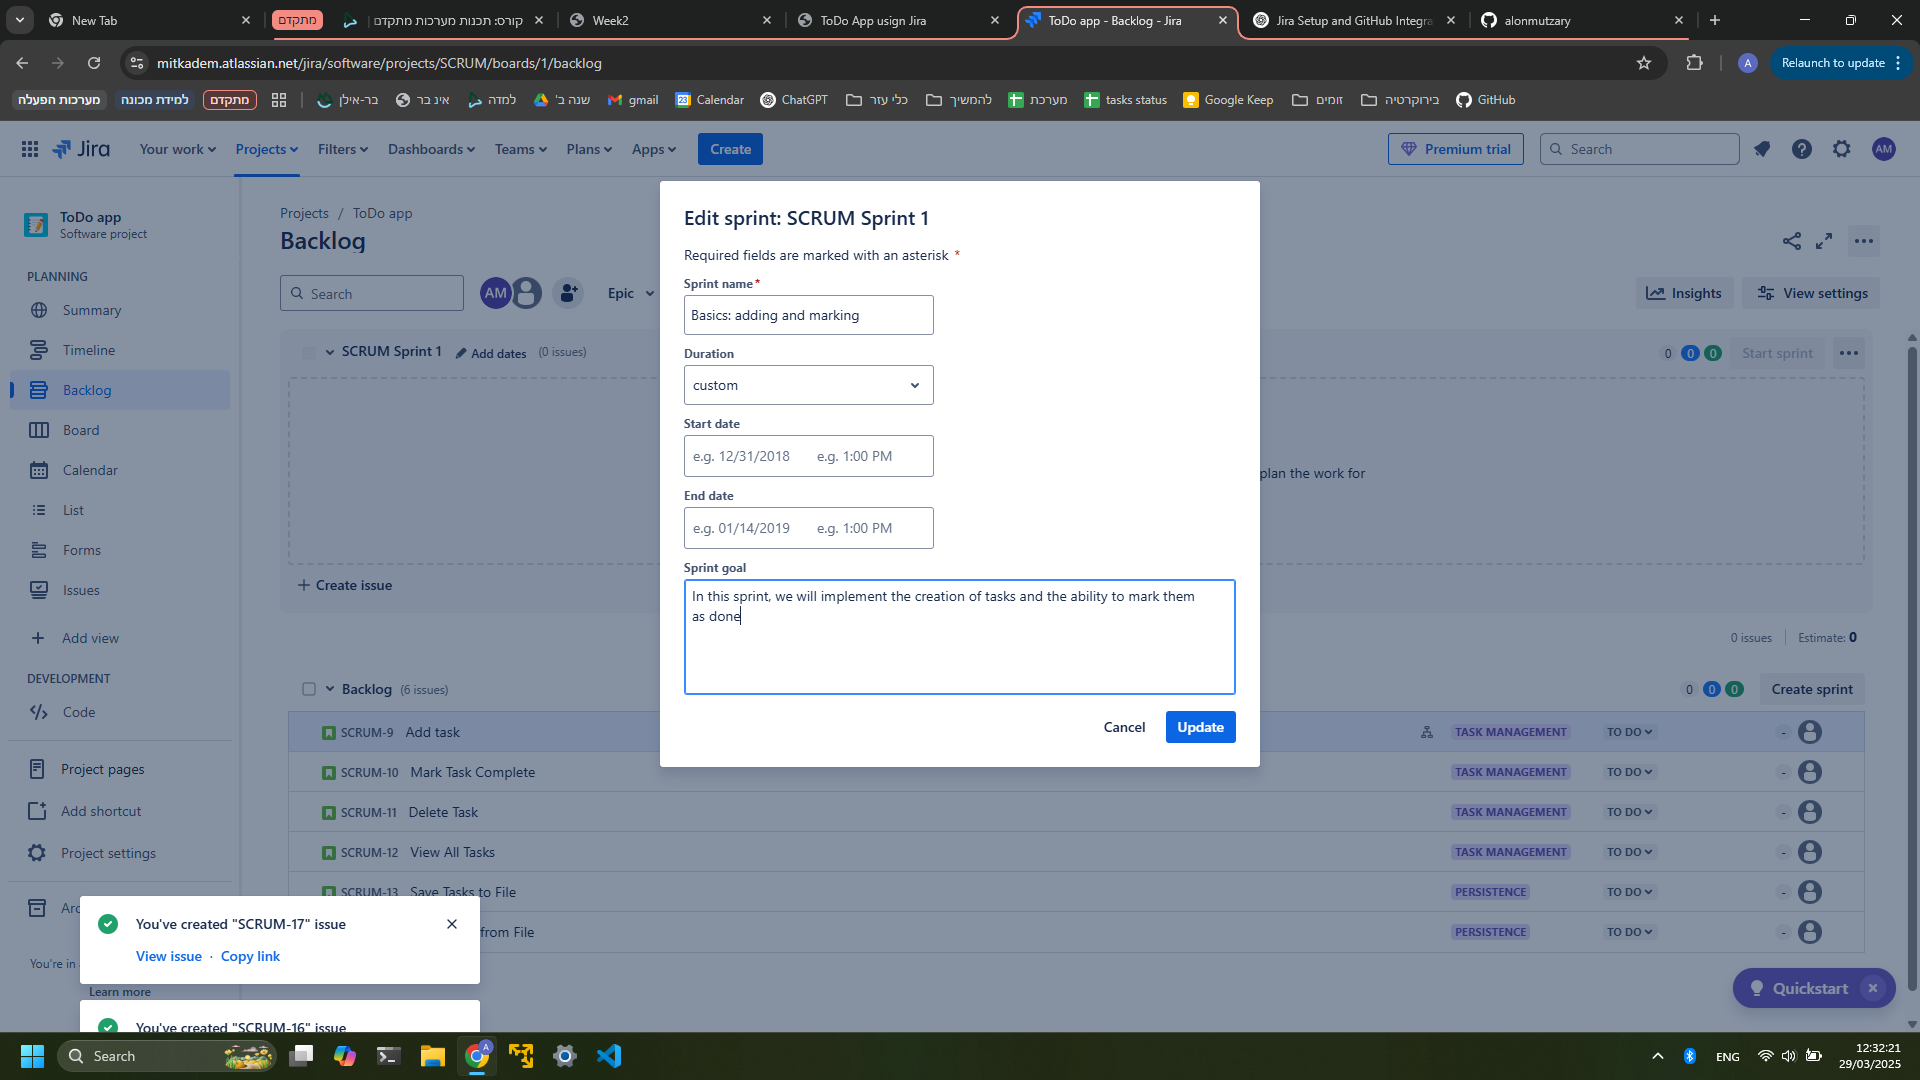 New Tab
מתקדם
קורס: תכנות מערכות מתקדם |
Week2
ToDo App usign Jira
ToDo app - Backlog - Jira
Jira Setup and GitHub Integra
alonmutzary
mitkadem.atlassian.net/jira/software/projects/SCRUM/boards/1/backlog
A
Relaunch to update
מערכות הפעלה
למידת מכונה
מתקדם
בר-אילן
אינ בר
למדה
שנה ב'
gmail
Calendar
ChatGPT
כלי עזר
להמשיך
מערכת
tasks status
Google Keep
זומים
בירוקרטיה
GitHub
Jira
Your work
Projects
Filters
Dashboards
Teams
Plans
Apps
Create
Premium trial
Search
AM
ToDo app
Software project
PLANNING
Summary
Timeline
Backlog
Board
Calendar
List
Forms
Issues
Add view
DEVELOPMENT
Code
Project pages
Add shortcut
Project settings
You're in
Learn more
Projects / ToDo app
Backlog
Search
AM
Epic
Insights
View settings
SCRUM Sprint 1
Add dates
(0 issues)
0 0 0
Start sprint
plan the work for
+ Create issue
0 issues
Estimate: 0
Backlog (6 issues)
0 0 0
Create sprint
SCRUM-9 Add task TASK MANAGEMENT TO DO -
SCRUM-10 Mark Task Complete TASK MANAGEMENT TO DO -
SCRUM-11 Delete Task TASK MANAGEMENT TO DO -
SCRUM-12 View All Tasks TASK MANAGEMENT TO DO -
SCRUM-13 Save Tasks to File PERSISTENCE TO DO -
from File PERSISTENCE TO DO -
Edit sprint: SCRUM Sprint 1
Required fields are marked with an asterisk *
Sprint name*
Basics: adding and marking
Duration
custom
Start date
e.g. 12/31/2018 e.g. 1:00 PM
End date
e.g. 01/14/2019 e.g. 1:00 PM
Sprint goal
In this sprint, we will implement the creation of tasks and the ability to mark them
as done
Cancel
Update
You've created "SCRUM-17" issue
View issue · Copy link
You've created "SCRUM-16" issue
Quickstart
Search
A
ENG
12:32:21
29/03/2025